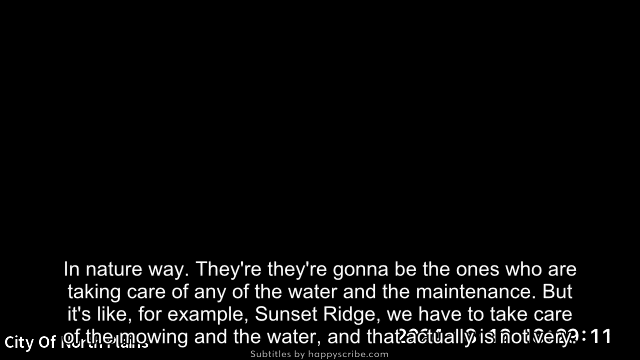 In nature way. They're they're gonna be the ones who are
taking care of any of the water and the maintenance. But
it's like, for example, Sunset Ridge, we have to take care
of the mowing and the water, and that actually is not very.
City Of North Plains
Subtitles by happyscribe.com